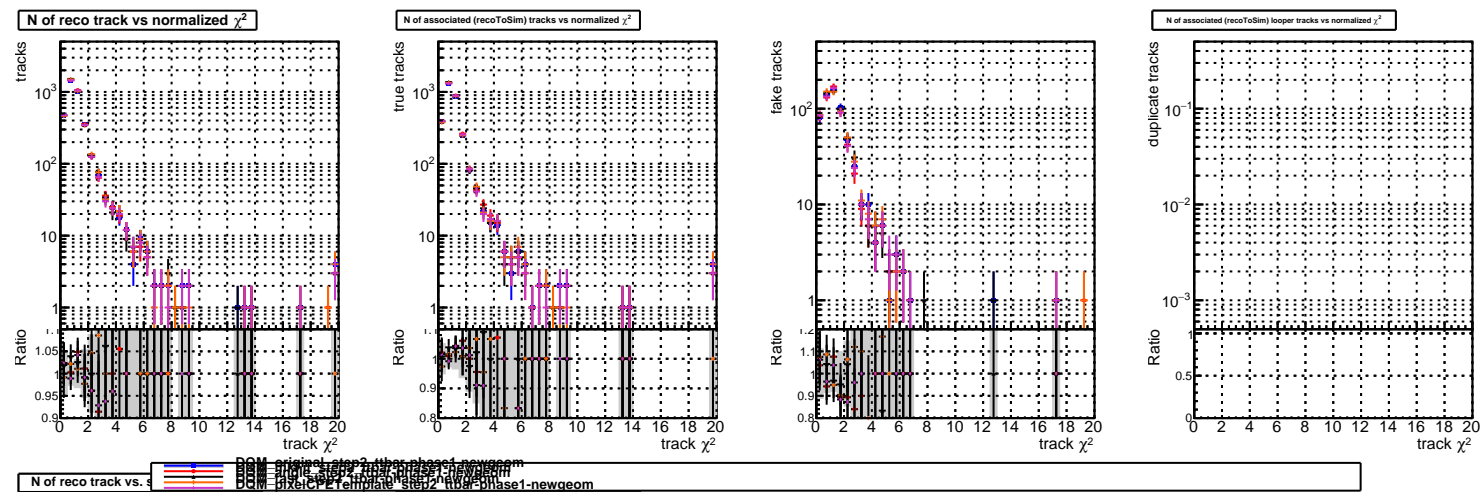 N of reco track vs normalized χ²
N of associated (recoToSim) tracks vs normalized χ²
N of associated (recoToSim) looper tracks vs normalized χ²
tracks
10³
10²
10
1
Ratio
1.1
1.05
1
0.95
0.9
0 2 4 6 8 10 12 14 16 18 20
track χ²
true tracks
10³
10²
10
1
Ratio
1.1
1
0.9
0.8
0 2 4 6 8 10 12 14 16 18 20
track χ²
fake tracks
10²
10
1
Ratio
1.1
1
0.9
0.8
0 2 4 6 8 10 12 14 16 18 20
track χ²
duplicate tracks
10⁻¹
10⁻²
10⁻³
Ratio
1
0.5
0
0 2 4 6 8 10 12 14 16 18 20
track χ²
DQM_original_step2_ttbar-phase1-newgeom
DQM_angle_step2_ttbar-phase1-newgeom
DQM_pixelCPETemplate_step2_ttbar-phase1-newgeom
N of reco track vs.